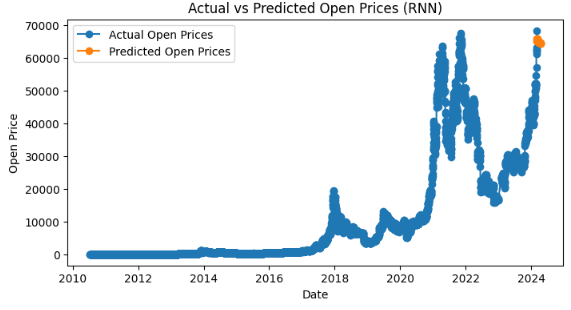 Actual vs Predicted Open Prices (RNN)
Actual Open Prices
Predicted Open Prices
70000
60000
50000
40000
30000
20000
10000
0
Open Price
2010 2012 2014 2016 2018 2020 2022 2024
Date